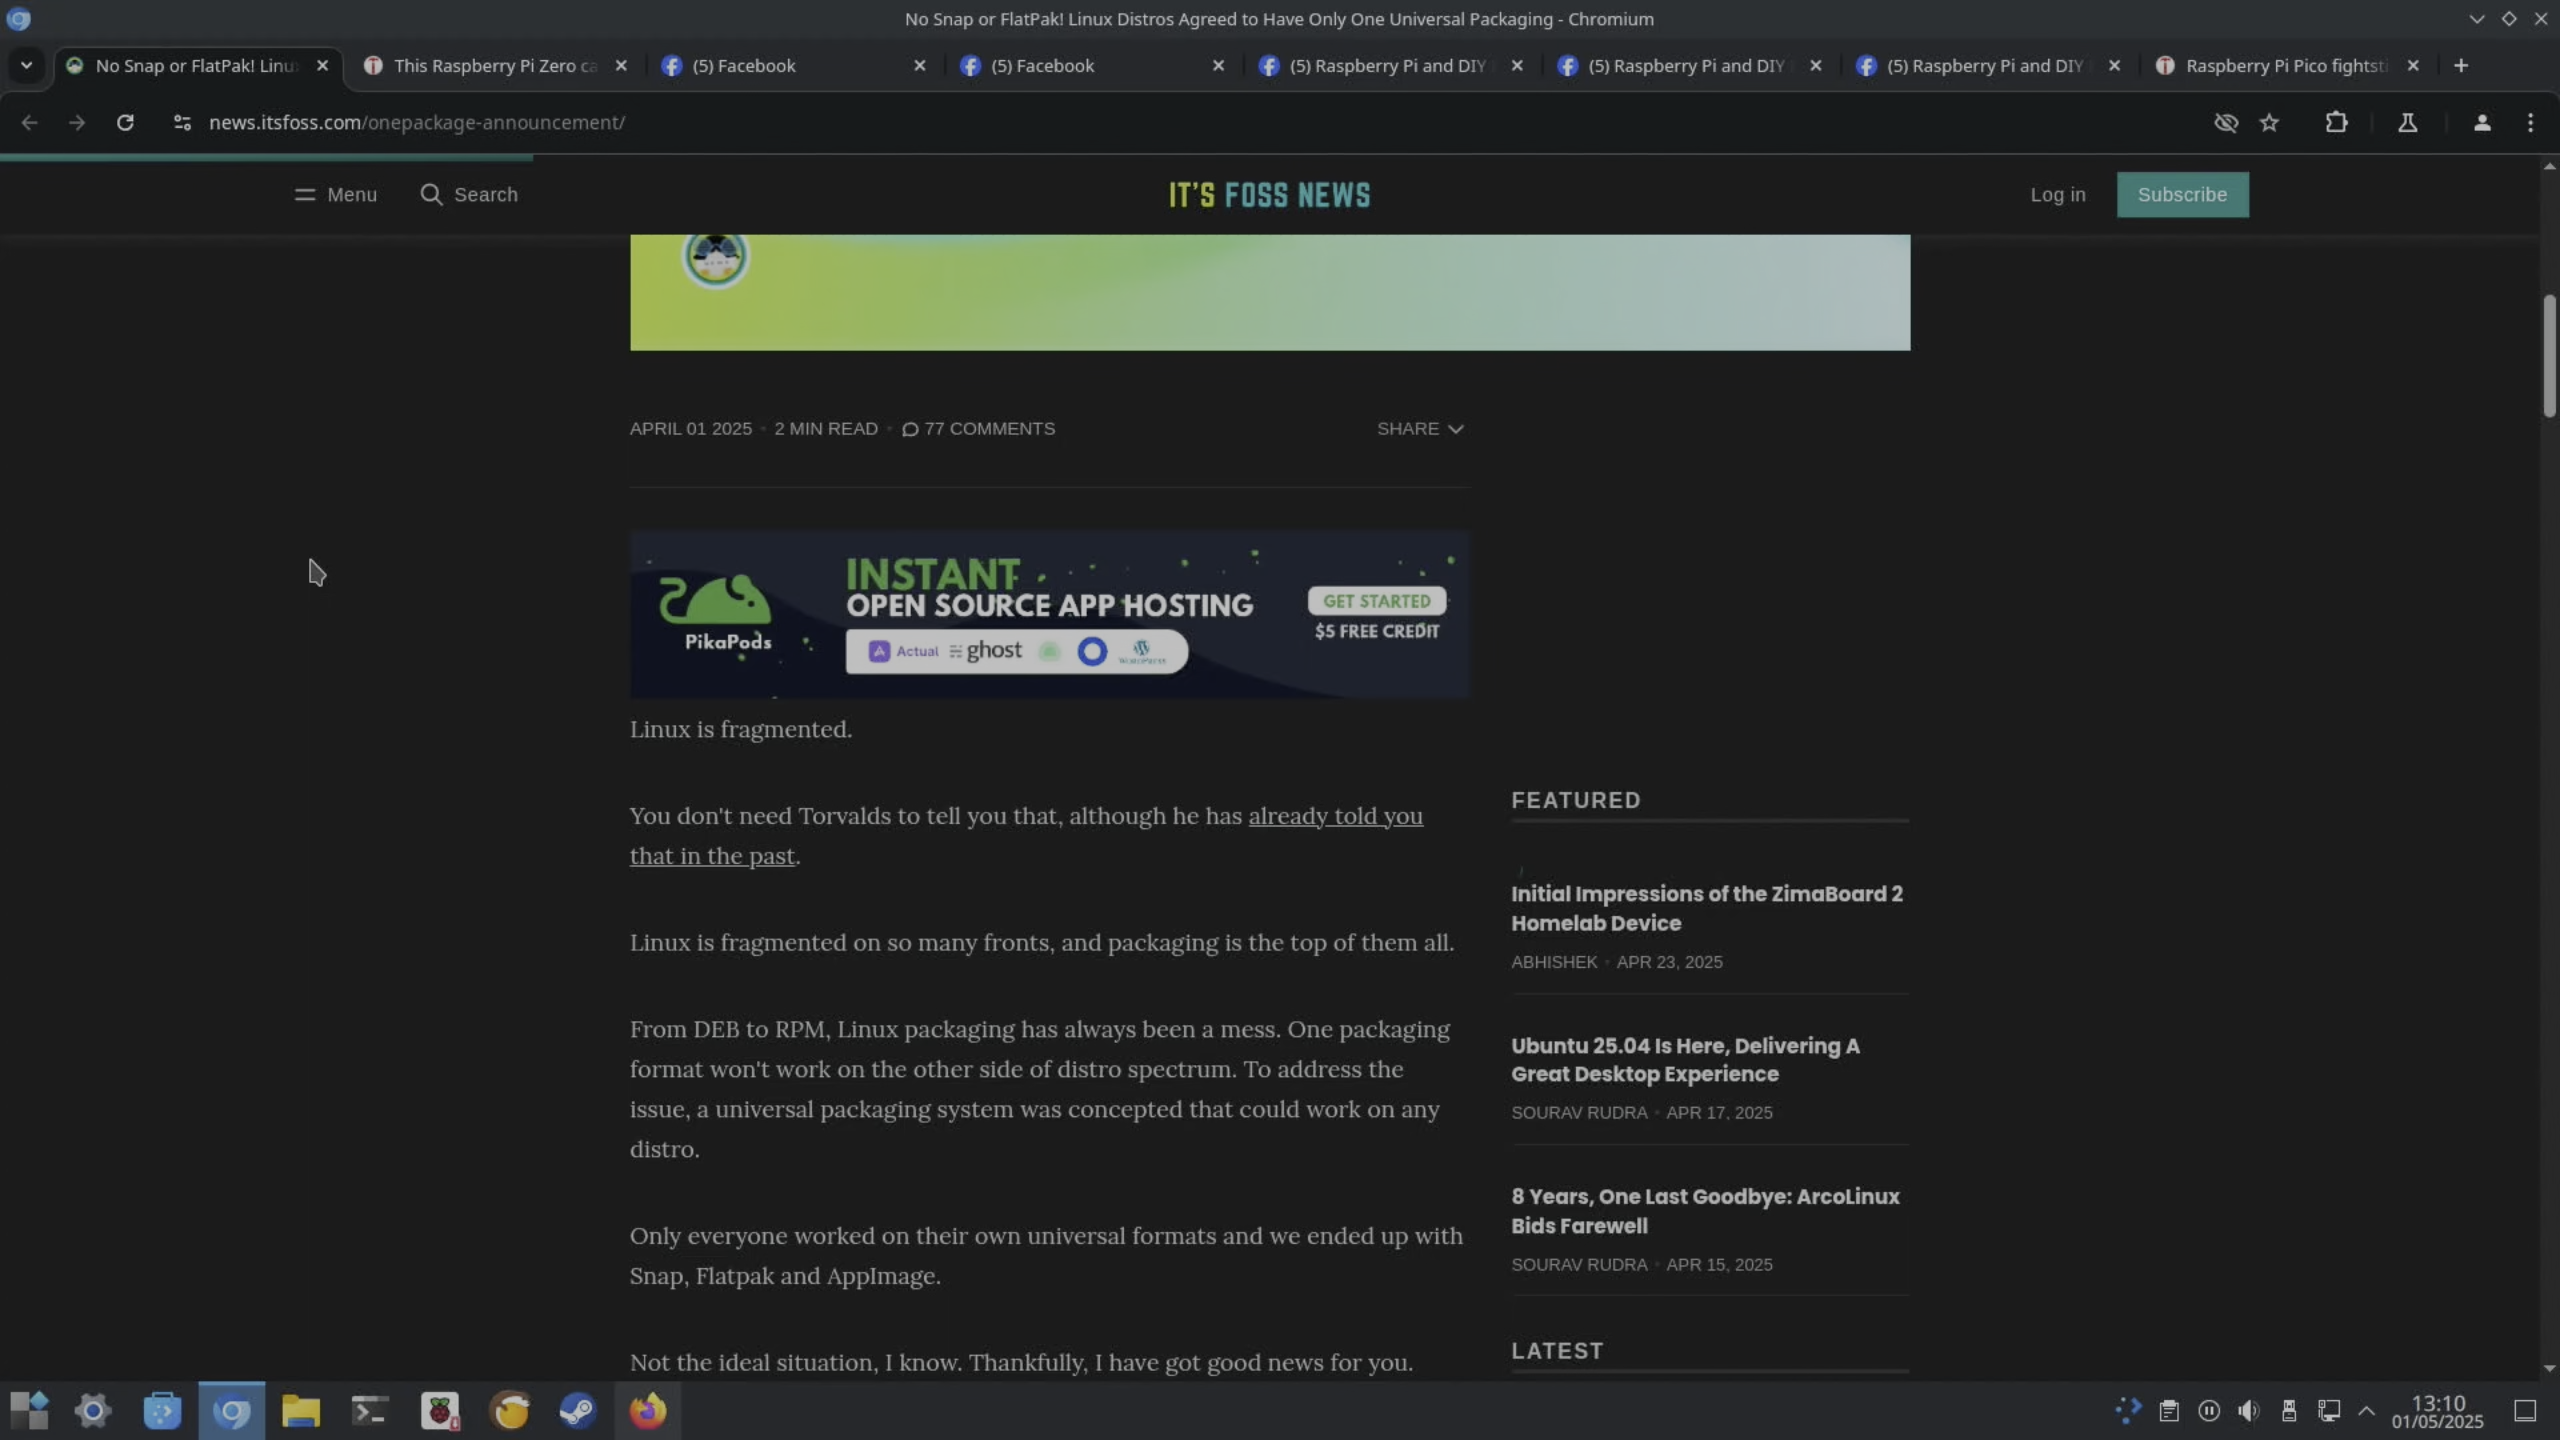 No Snap or FlatPak! Linux Distros Agreed to Have Only One Universal Packaging - Chromium
No Snap or FlatPak! Linu
This Raspberry Pi Zero ca
(5) Facebook
(5) Facebook
(5) Raspberry Pi and DIY
(5) Raspberry Pi and DIY
(5) Raspberry Pi and DIY
Raspberry Pi Pico fightsti
news.itsfoss.com/onepackage-announcement/
Menu
Search
IT'S FOSS NEWS
Log in
Subscribe
APRIL 01 2025 • 2 MIN READ • 77 COMMENTS
SHARE
PikaPods
INSTANT
OPEN SOURCE APP HOSTING
Actual
ghost
WORDPRESS
GET STARTED
$5 FREE CREDIT
Linux is fragmented.
You don't need Torvalds to tell you that, although he has already told you
that in the past.
Linux is fragmented on so many fronts, and packaging is the top of them all.
From DEB to RPM, Linux packaging has always been a mess. One packaging
format won't work on the other side of distro spectrum. To address the
issue, a universal packaging system was concepted that could work on any
distro.
Only everyone worked on their own universal formats and we ended up with
Snap, Flatpak and AppImage.
Not the ideal situation, I know. Thankfully, I have got good news for you.
FEATURED
Initial Impressions of the ZimaBoard 2
Homelab Device
ABHISHEK • APR 23, 2025
Ubuntu 25.04 Is Here, Delivering A
Great Desktop Experience
SOURAV RUDRA • APR 17, 2025
8 Years, One Last Goodbye: ArcoLinux
Bids Farewell
SOURAV RUDRA • APR 15, 2025
LATEST
13:10
01/05/2025